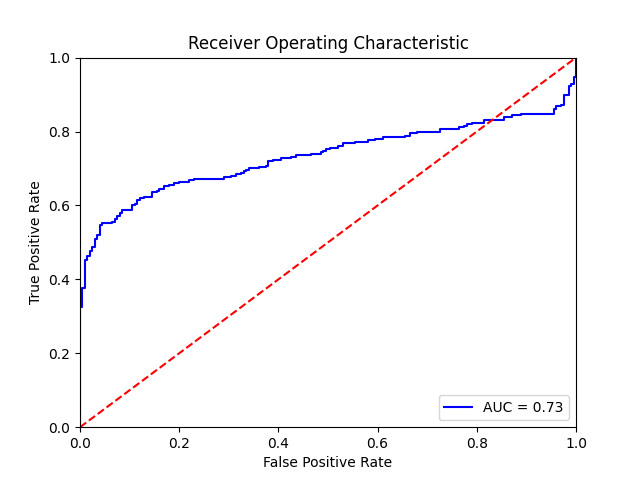 Receiver Operating Characteristic
1.0
0.8
0.6
0.4
0.2
0.0
True Positive Rate
AUC = 0.73
0.0 0.2 0.4 0.6 0.8 1.0
False Positive Rate